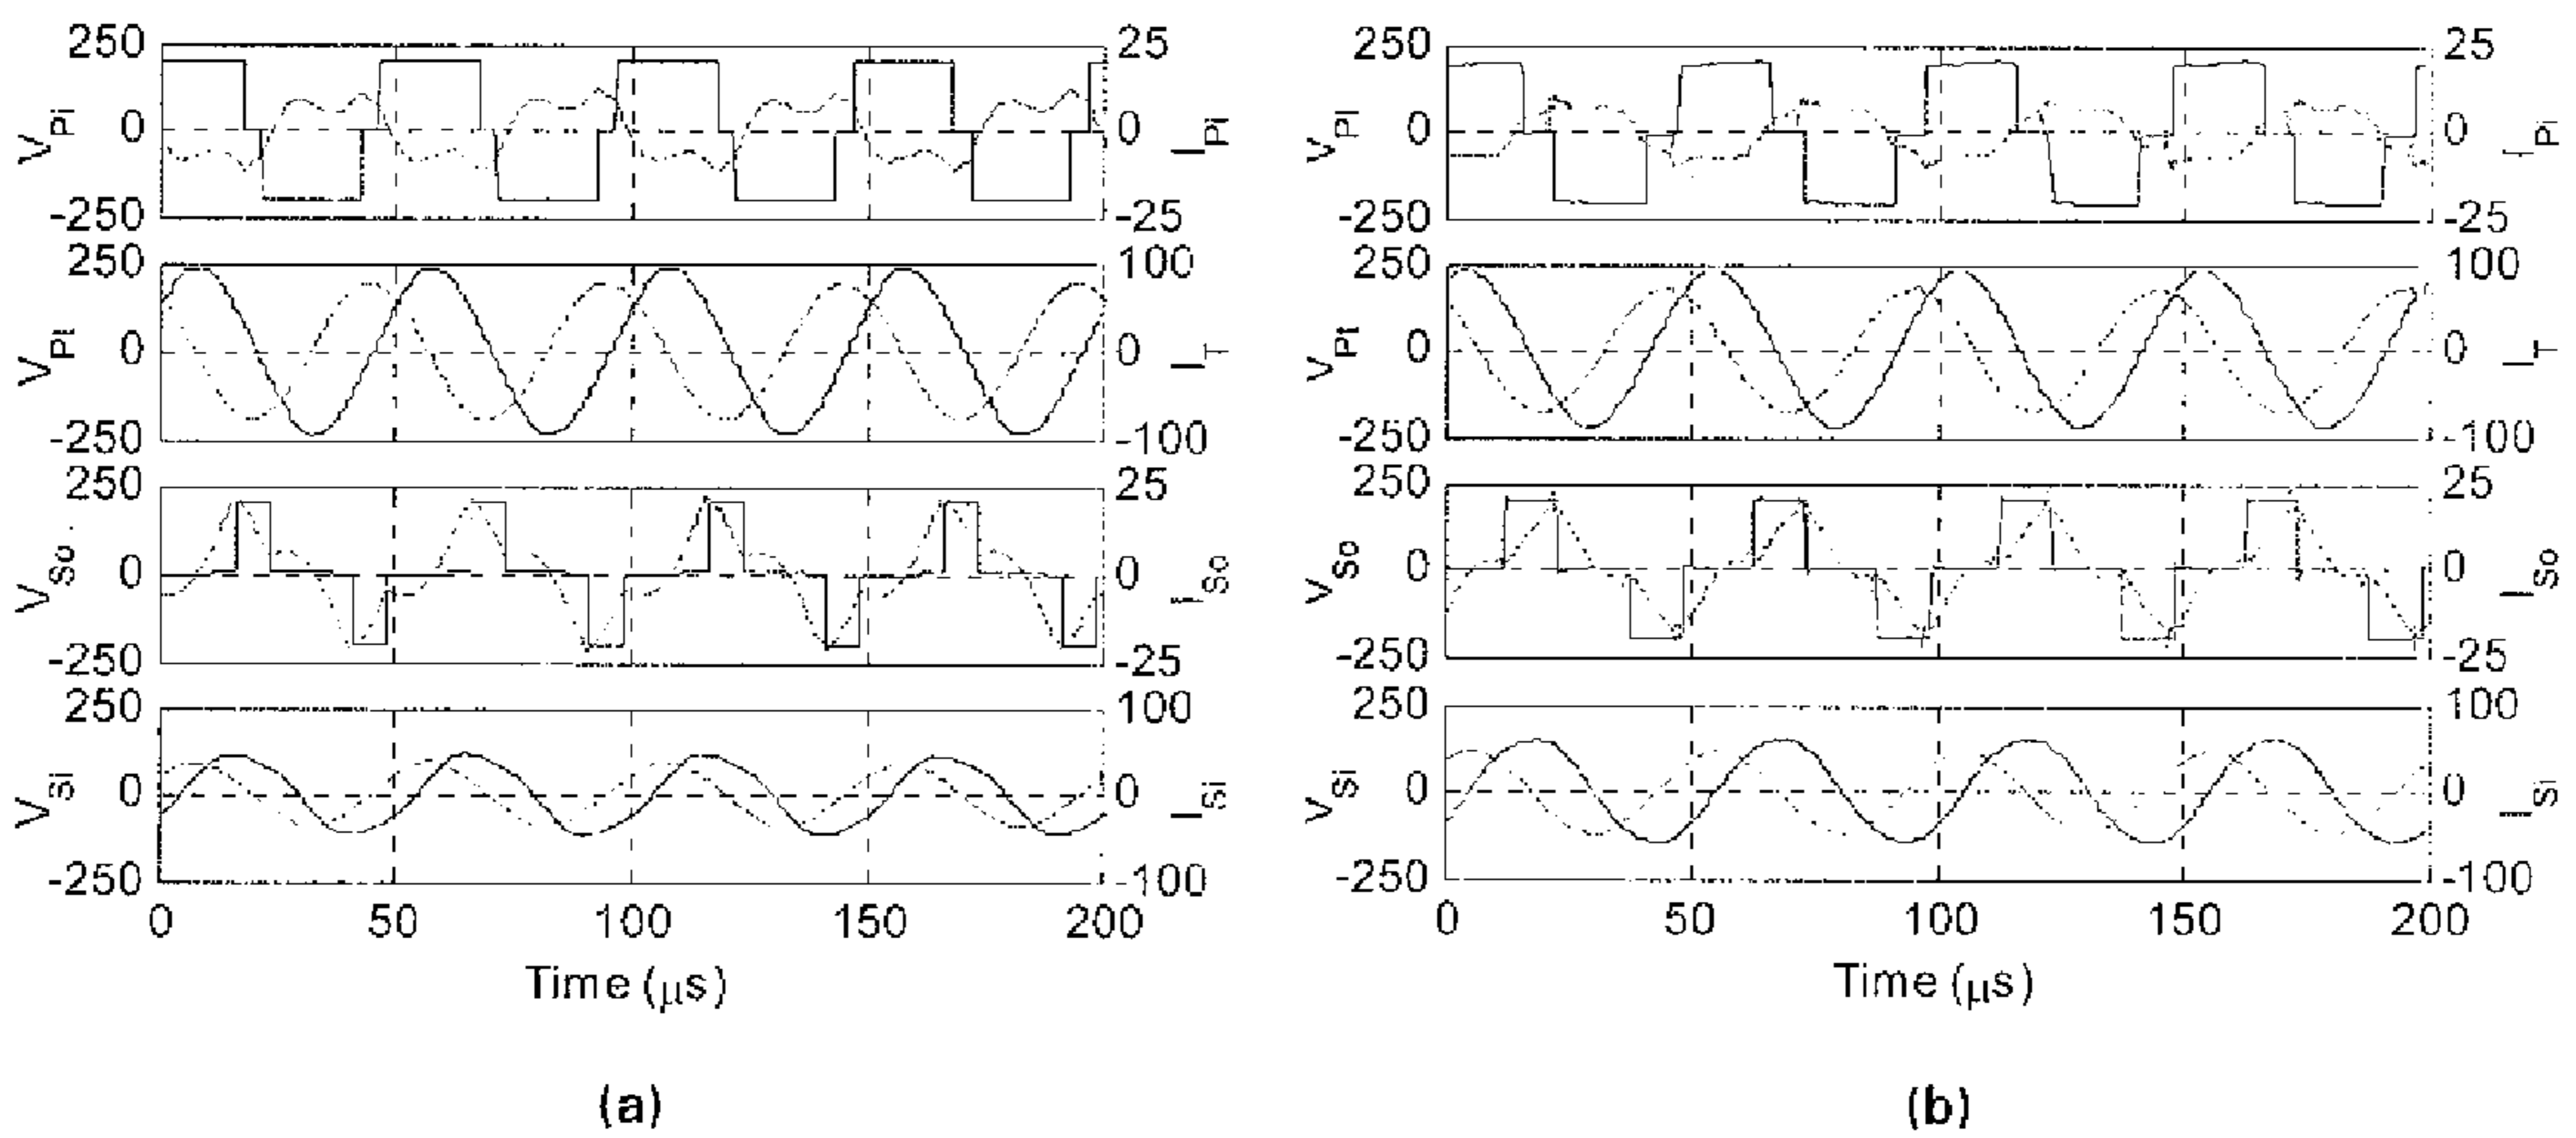 250 25
V_Pi 0 0 I_Pi
-250 -25
250 100
V_Pt 0 0 I_T
-250 -100
250 25
V_So 0 0 I_So
-250 -25
250 100
V_Si 0 0 I_Si
-250 -100
0 50 100 150 200
Time (μs)
(a)
250 25
V_Pi 0 0 I_Pi
-250 -25
250 100
V_Pt 0 0 I_T
-250 -100
250 25
V_So 0 0 I_So
-250 -25
250 100
V_Si 0 0 I_Si
-250 -100
0 50 100 150 200
Time (μs)
(b)